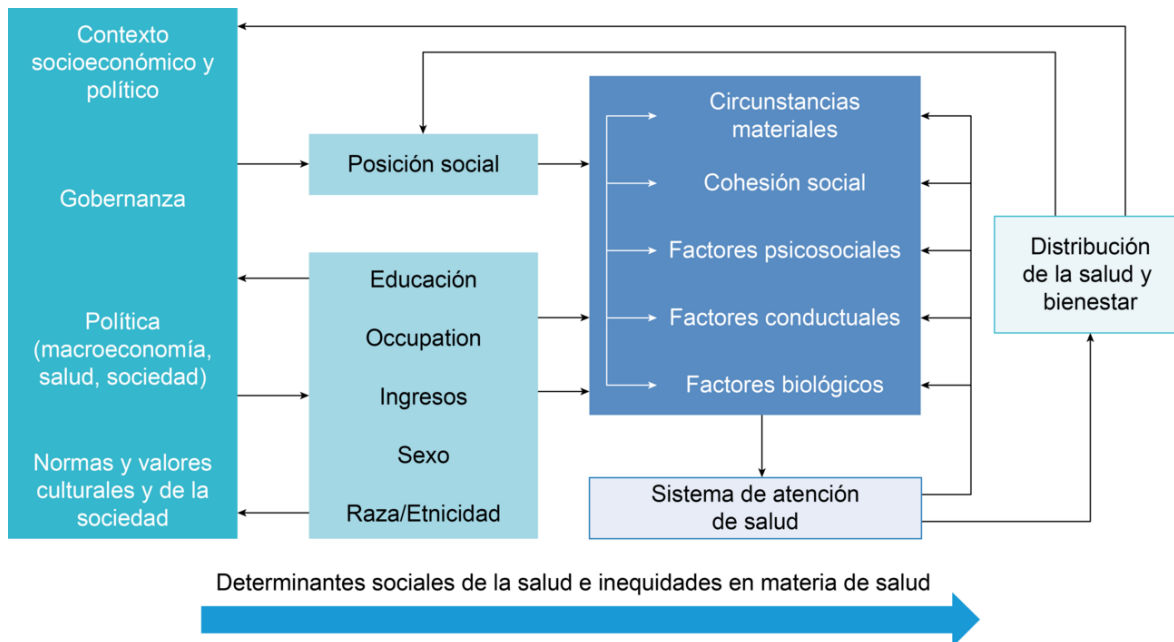 Contexto
socioeconómico y
político
Gobernanza
Política
(macroeconomía,
salud, sociedad)
Normas y valores
culturales y de la
sociedad
Posición social
Educación
Occupation
Ingresos
Sexo
Raza/Etnicidad
Circunstancias
materiales
Cohesión social
Factores psicosociales
Factores conductuales
Factores biológicos
Sistema de atención
de salud
Distribución
de la salud y
bienestar
Determinantes sociales de la salud e inequidades en materia de salud